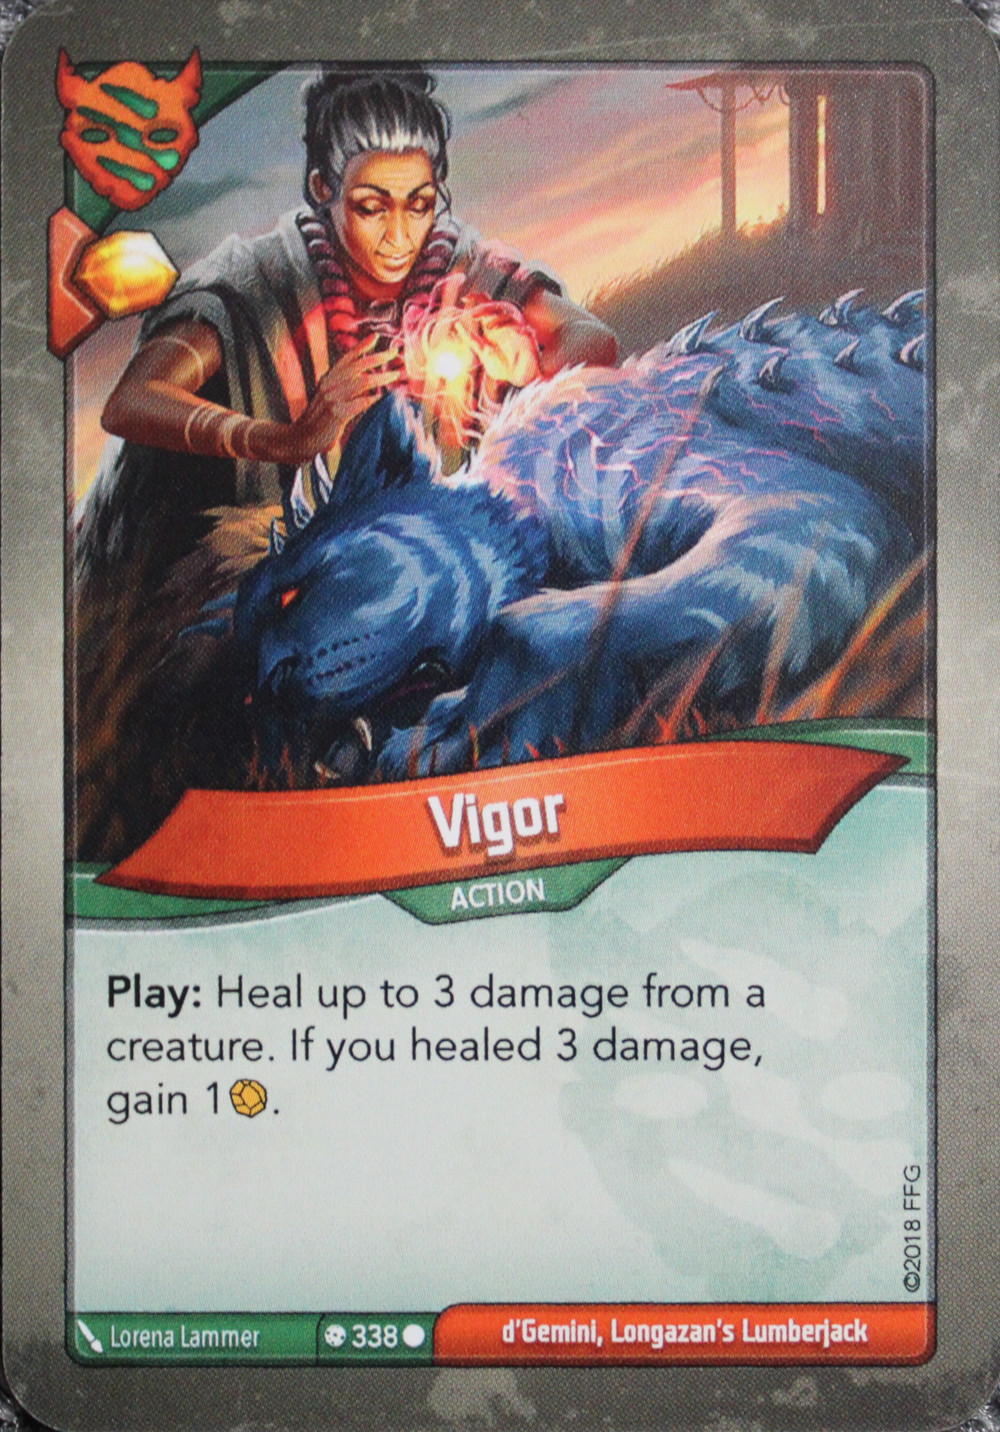 Vigor
ACTION
Play: Heal up to 3 damage from a
creature. If you healed 3 damage,
gain 1.
©2018 FFG
Lorena Lammer
338
d'Gemini, Longazan's Lumberjack